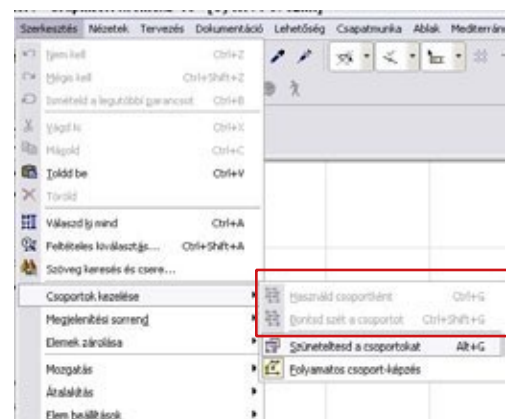 Szerkesztés Nézetek Tervezés Dokumentáció Lehetőség Csapatmunka Ablak Mediterrán
Nem kell Ctrl+Z
Mégis kell Ctrl+Shift+Z
Ismételd a legutóbbi parancsot Ctrl+B
Vágd ki Ctrl+X
Másold Ctrl+C
Toldd be Ctrl+V
Töröld
Válaszd ki mind Ctrl+A
Feltételes kiválasztás... Ctrl+Shift+A
Szöveg keresés és csere...
Csoportok kezelése
Használd csoportként Ctrl+G
Megjelenítési sorrend
Bontsd szét a csoportot Ctrl+Shift+G
Elemek zárolása
Szüneteltesd a csoportokat Alt+G
Mozgatás
Folyamatos csoport-képzés
Átalakítás
Elem beállítások